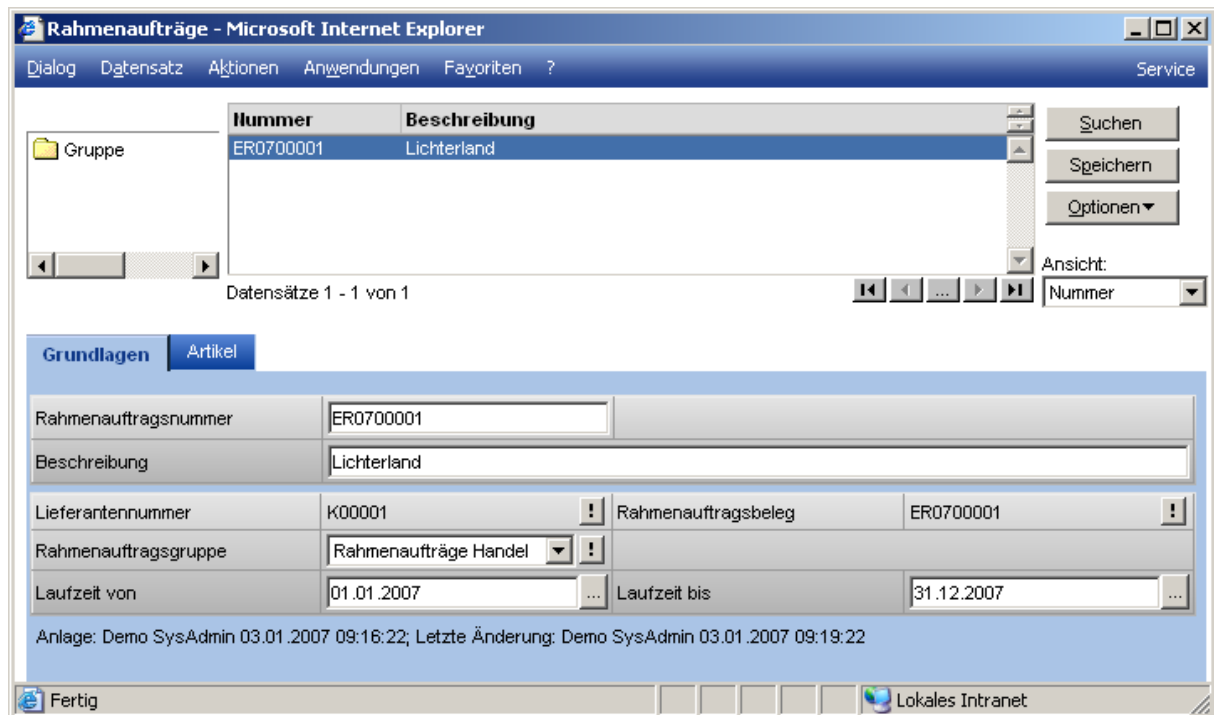 Rahmenaufträge - Microsoft Internet Explorer
Dialog Datensatz Aktionen Anwendungen Favoriten ? Service
Nummer Beschreibung
Suchen
Gruppe
ER0700001 Lichterland
Speichern
Optionen
Ansicht:
Datensätze 1 - 1 von 1
...
Nummer
Grundlagen Artikel
Rahmenauftragsnummer ER0700001
Beschreibung Lichterland
Lieferantennummer K00001 ! Rahmenauftragsbeleg ER0700001 !
Rahmenauftragsgruppe Rahmenaufträge Handel !
Laufzeit von 01.01.2007 ... Laufzeit bis 31.12.2007 ...
Anlage: Demo SysAdmin 03.01.2007 09:16:22; Letzte Änderung: Demo SysAdmin 03.01.2007 09:19:22
Fertig Lokales Intranet